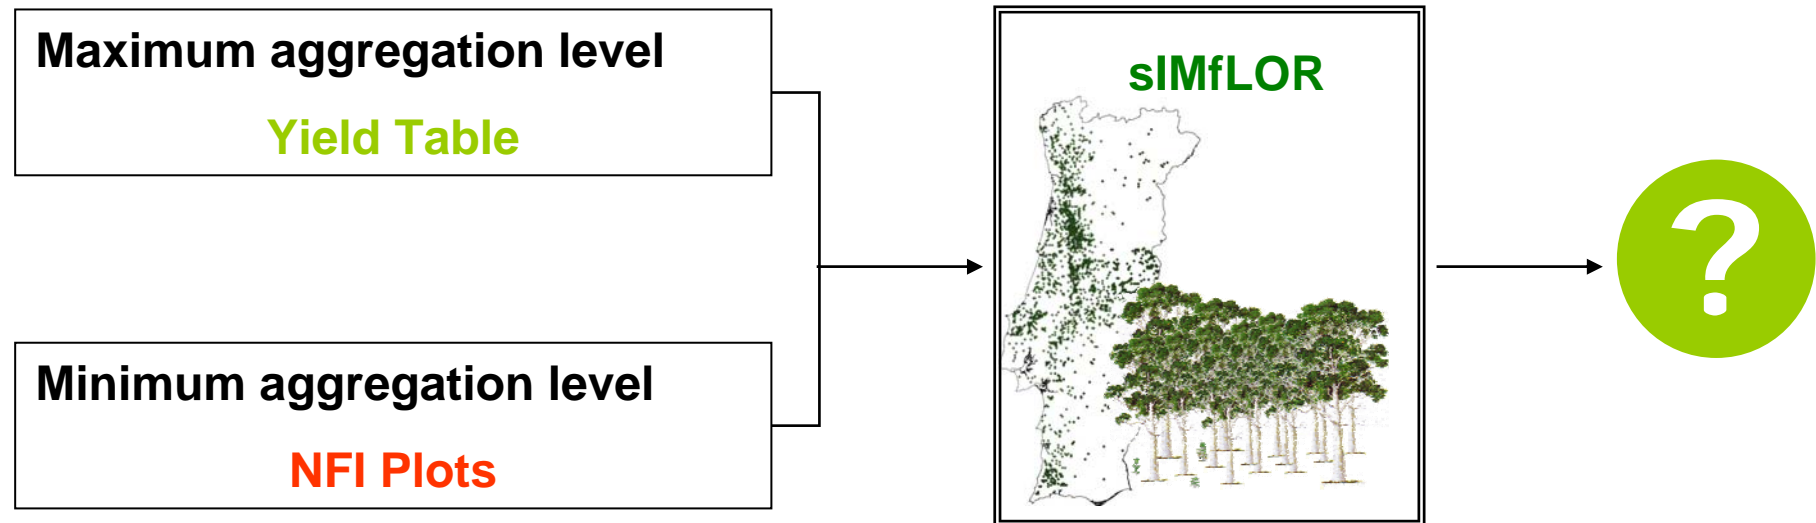 Maximum aggregation level
Yield Table
Minimum aggregation level
NFI Plots
sIMfLOR
?